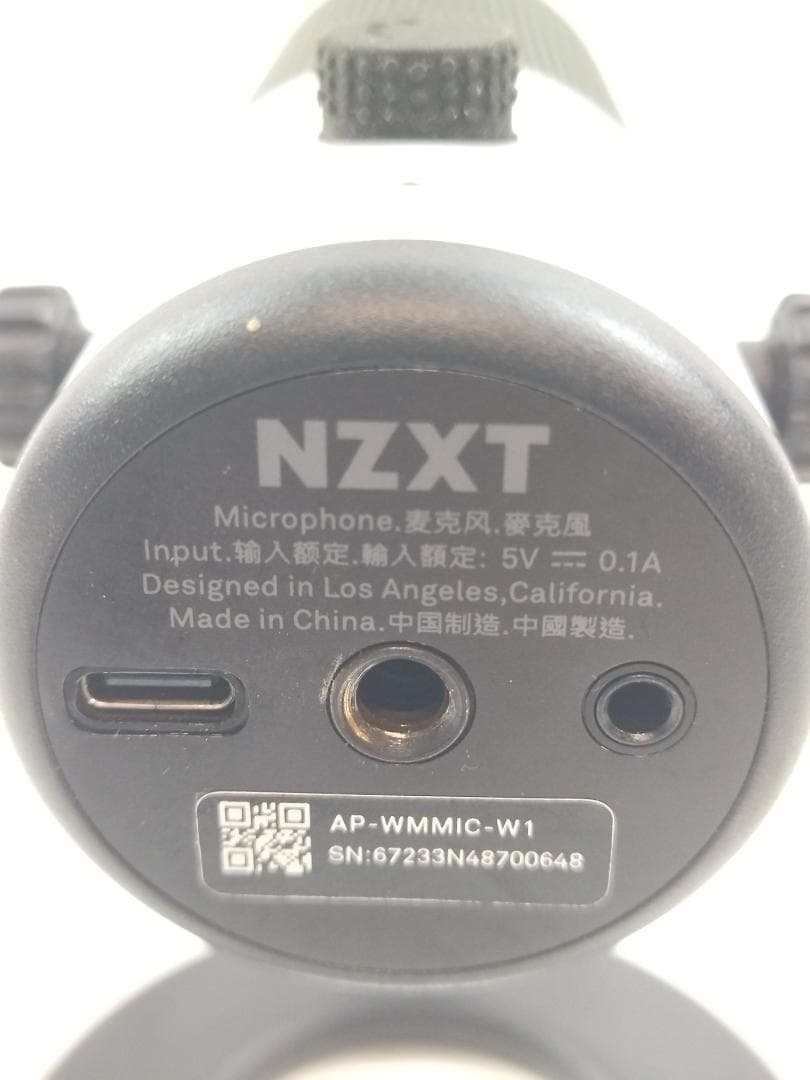 NZXT
Microphone.麦克风.麥克風
Input.输入额定.輸入額定: 5V ⎓ 0.1A
Designed in Los Angeles,California.
Made in China.中国制造.中國製造.
AP-WMMIC-W1
SN:67233N48700648